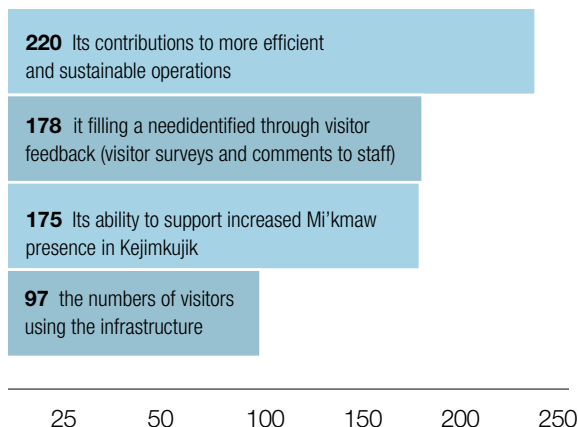 220 Its contributions to more efficient
and sustainable operations
178 it filling a needidentified through visitor
feedback (visitor surveys and comments to staff)
175 Its ability to support increased Mi’kmaw
presence in Kejimkujik
97 the numbers of visitors
using the infrastructure
25 50 100 150 200 250